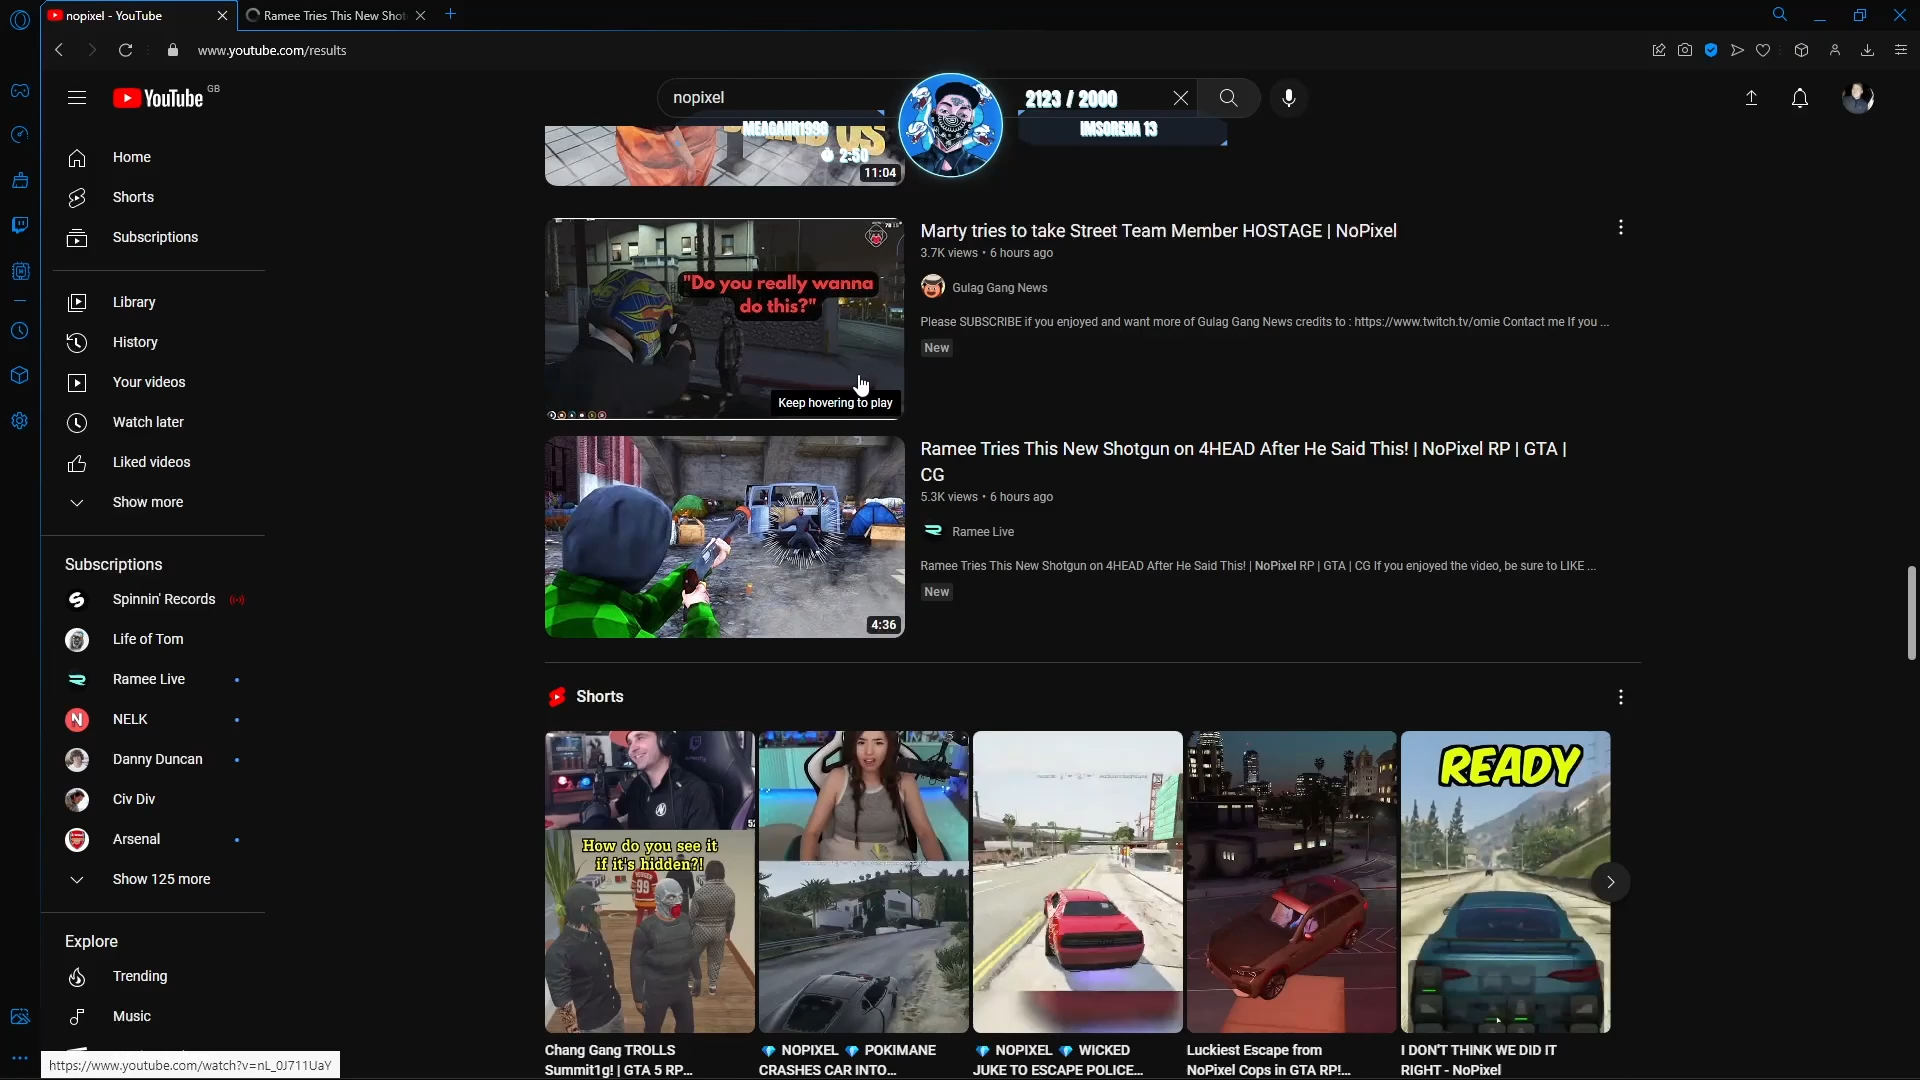 nopixel - YouTube
Ramee Tries This New Shot
www.youtube.com/results
YouTube GB
nopixel
2123 / 2000
MEAGANR1990
IMSORENA 13
2:50
11:04
Home
Shorts
Subscriptions
Library
History
Your videos
Watch later
Liked videos
Show more
Subscriptions
Spinnin' Records
Life of Tom
Ramee Live
NELK
Danny Duncan
Civ Div
Arsenal
Show 125 more
Explore
Trending
Music
https://www.youtube.com/watch?v=nL_0J711UaY
"Do you really wanna
do this?"
Keep hovering to play
Marty tries to take Street Team Member HOSTAGE | NoPixel
3.7K views • 6 hours ago
Gulag Gang News
Please SUBSCRIBE if you enjoyed and want more of Gulag Gang News credits to : https://www.twitch.tv/omie Contact me If you ...
New
4:36
Ramee Tries This New Shotgun on 4HEAD After He Said This! | NoPixel RP | GTA |
CG
5.3K views • 6 hours ago
Ramee Live
Ramee Tries This New Shotgun on 4HEAD After He Said This! | NoPixel RP | GTA | CG If you enjoyed the video, be sure to LIKE ...
New
Shorts
How do you see it
if it's hidden?!
99
READY
Chang Gang TROLLS
Summit1g! | GTA 5 RP...
💎 NOPIXEL 💎 POKIMANE
CRASHES CAR INTO...
💎 NOPIXEL 💎 WICKED
JUKE TO ESCAPE POLICE...
Luckiest Escape from
NoPixel Cops in GTA RP!...
I DON'T THINK WE DID IT
RIGHT - NoPixel